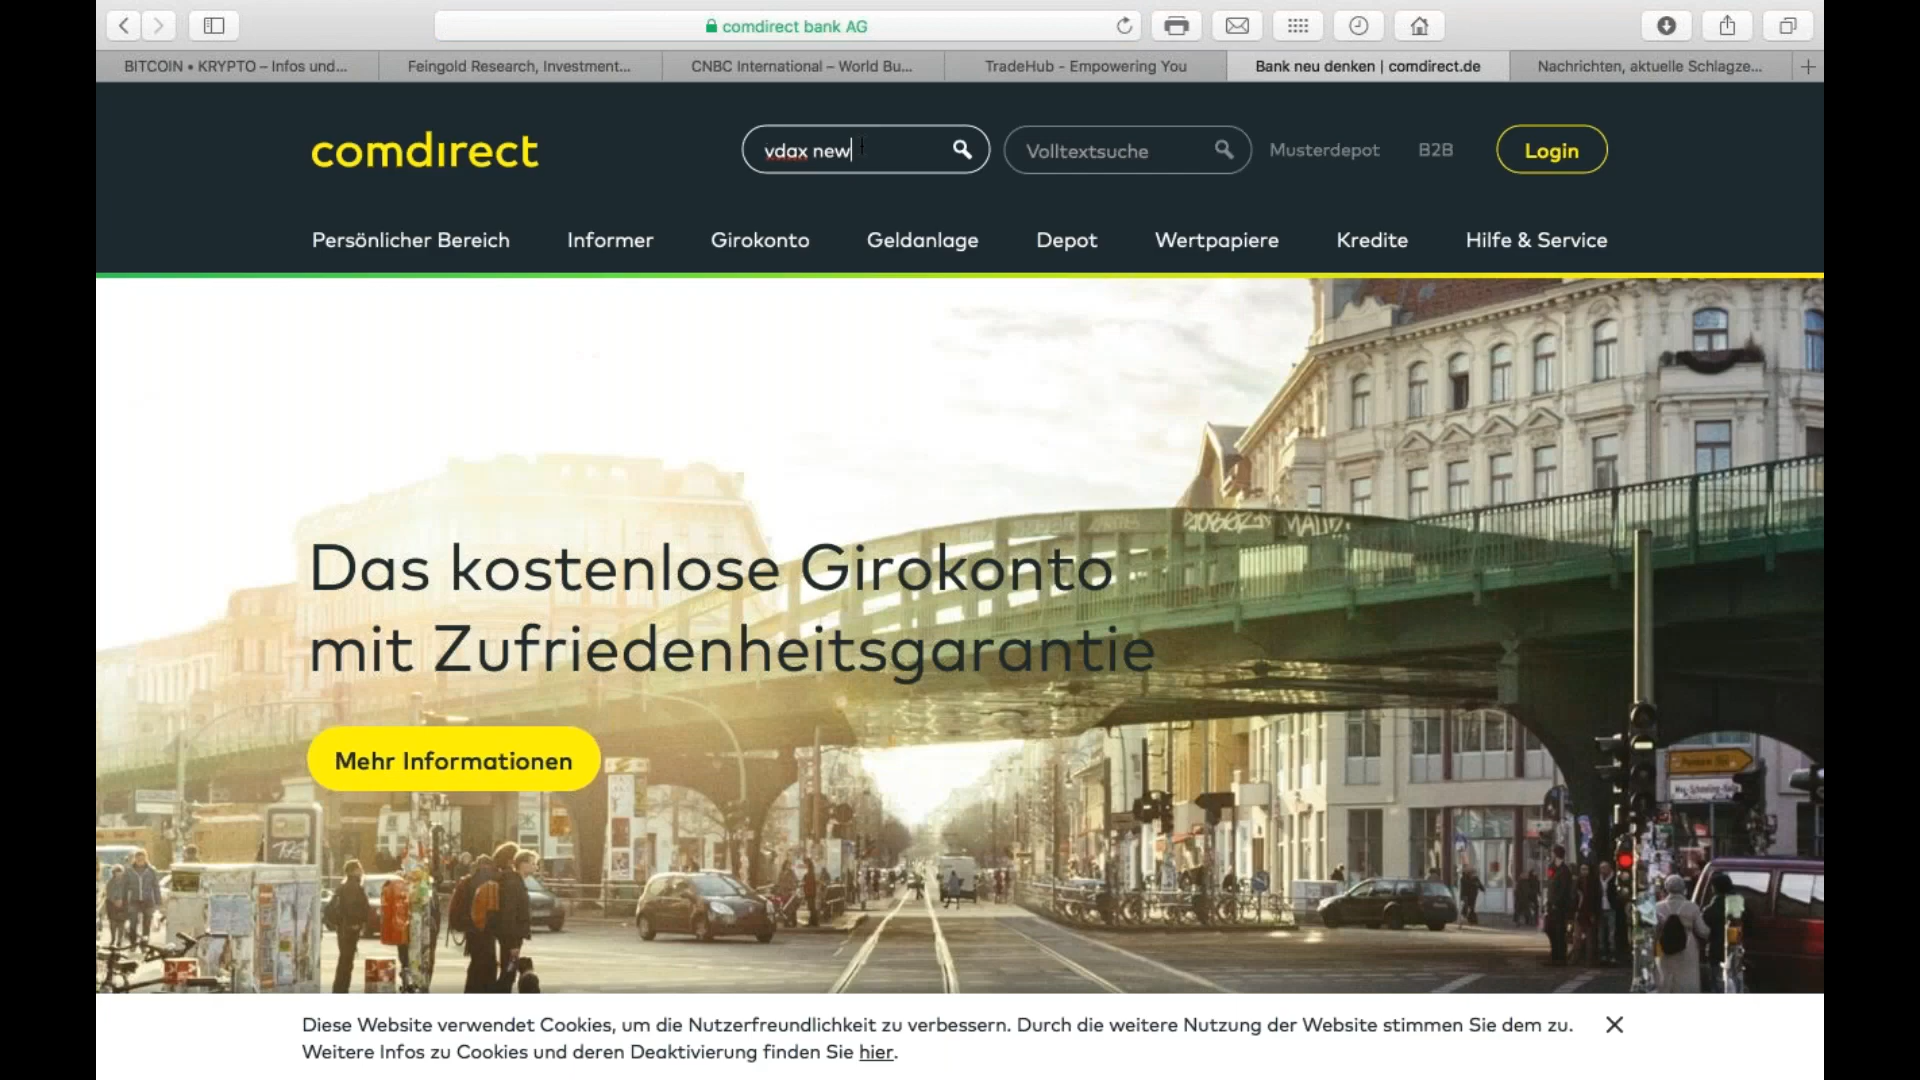 comdirect bank AG
BITCOIN • KRYPTO – Infos und...
Feingold Research, Investment...
CNBC International – World Bu...
TradeHub - Empowering You
Bank neu denken | comdirect.de
Nachrichten, aktuelle Schlagze...
comdirect
vdax new
Volltextsuche
Musterdepot
B2B
Login
Persönlicher Bereich
Informer
Girokonto
Geldanlage
Depot
Wertpapiere
Kredite
Hilfe & Service
Das kostenlose Girokonto
mit Zufriedenheitsgarantie
Mehr Informationen
Diese Website verwendet Cookies, um die Nutzerfreundlichkeit zu verbessern. Durch die weitere Nutzung der Website stimmen Sie dem zu.
Weitere Infos zu Cookies und deren Deaktivierung finden Sie hier.